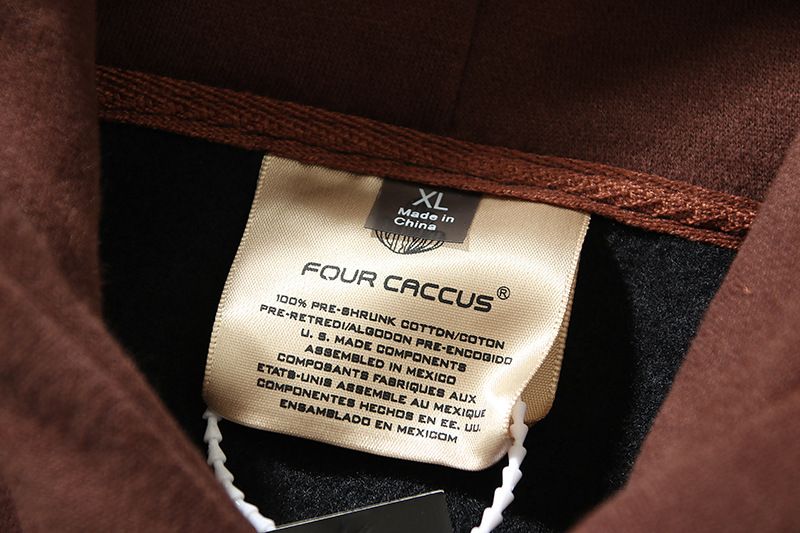 XL
Made in
China
FOUR CACCUS®
100% PRE-SHRUNK COTTDN/COTON
PRE-RETREDI/ALGODON PRE-ENCOGIDO
U. S. MADE COMPONENTS
ASSEMBLED IN MEXICO
COMPOSANTS FABRIQUES AUX
ETATS-UNIS ASSEMBLE AU MEXIQUE
COMPONENTES HECHOS EN EE. UU.
ENSAMBLADO EN MEXICOM